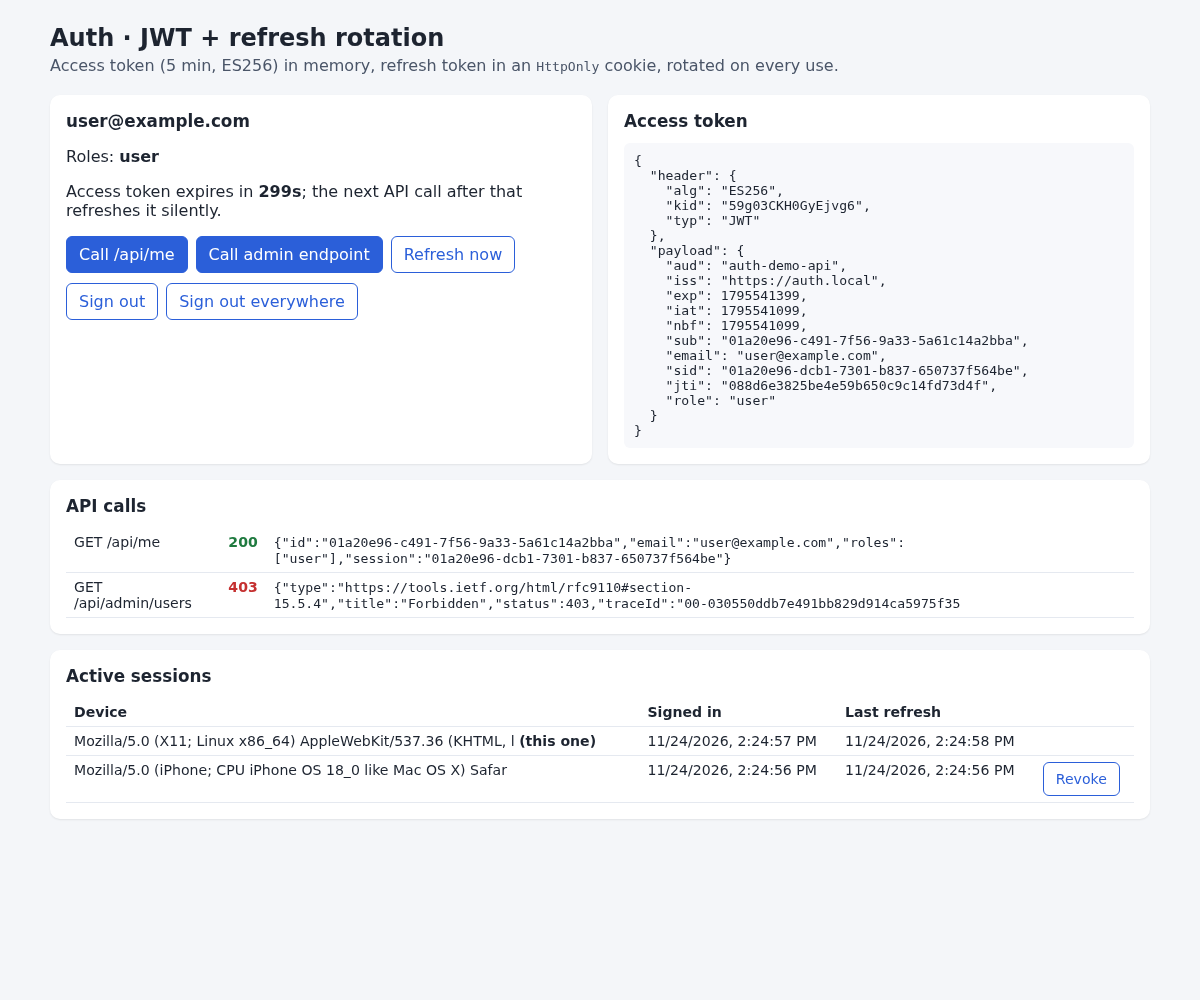 Auth · JWT + refresh rotation
Access token (5 min, ES256) in memory, refresh token in an HttpOnly cookie, rotated on every use.
user@example.com
Roles: user
Access token expires in 299s; the next API call after that
refreshes it silently.
Call /api/me
Call admin endpoint
Refresh now
Sign out
Sign out everywhere
Access token
{
  "header": {
    "alg": "ES256",
    "kid": "59g03CKH0GyEjvg6",
    "typ": "JWT"
  },
  "payload": {
    "aud": "auth-demo-api",
    "iss": "https://auth.local",
    "exp": 1795541399,
    "iat": 1795541099,
    "nbf": 1795541099,
    "sub": "01a20e96-c491-7f56-9a33-5a61c14a2bba",
    "email": "user@example.com",
    "sid": "01a20e96-dcb1-7301-b837-650737f564be",
    "jti": "088d6e3825be4e59b650c9c14fd73d4f",
    "role": "user"
  }
}
API calls
GET /api/me 200 {"id":"01a20e96-c491-7f56-9a33-5a61c14a2bba","email":"user@example.com","roles":
["user"],"session":"01a20e96-dcb1-7301-b837-650737f564be"}
GET 403 {"type":"https://tools.ietf.org/html/rfc9110#section-
/api/admin/users 15.5.4","title":"Forbidden","status":403,"traceId":"00-030550ddb7e491bb829d914ca5975f35
Active sessions
Device Signed in Last refresh
Mozilla/5.0 (X11; Linux x86_64) AppleWebKit/537.36 (KHTML, l (this one) 11/24/2026, 2:24:57 PM 11/24/2026, 2:24:58 PM
Mozilla/5.0 (iPhone; CPU iPhone OS 18_0 like Mac OS X) Safar 11/24/2026, 2:24:56 PM 11/24/2026, 2:24:56 PM Revoke